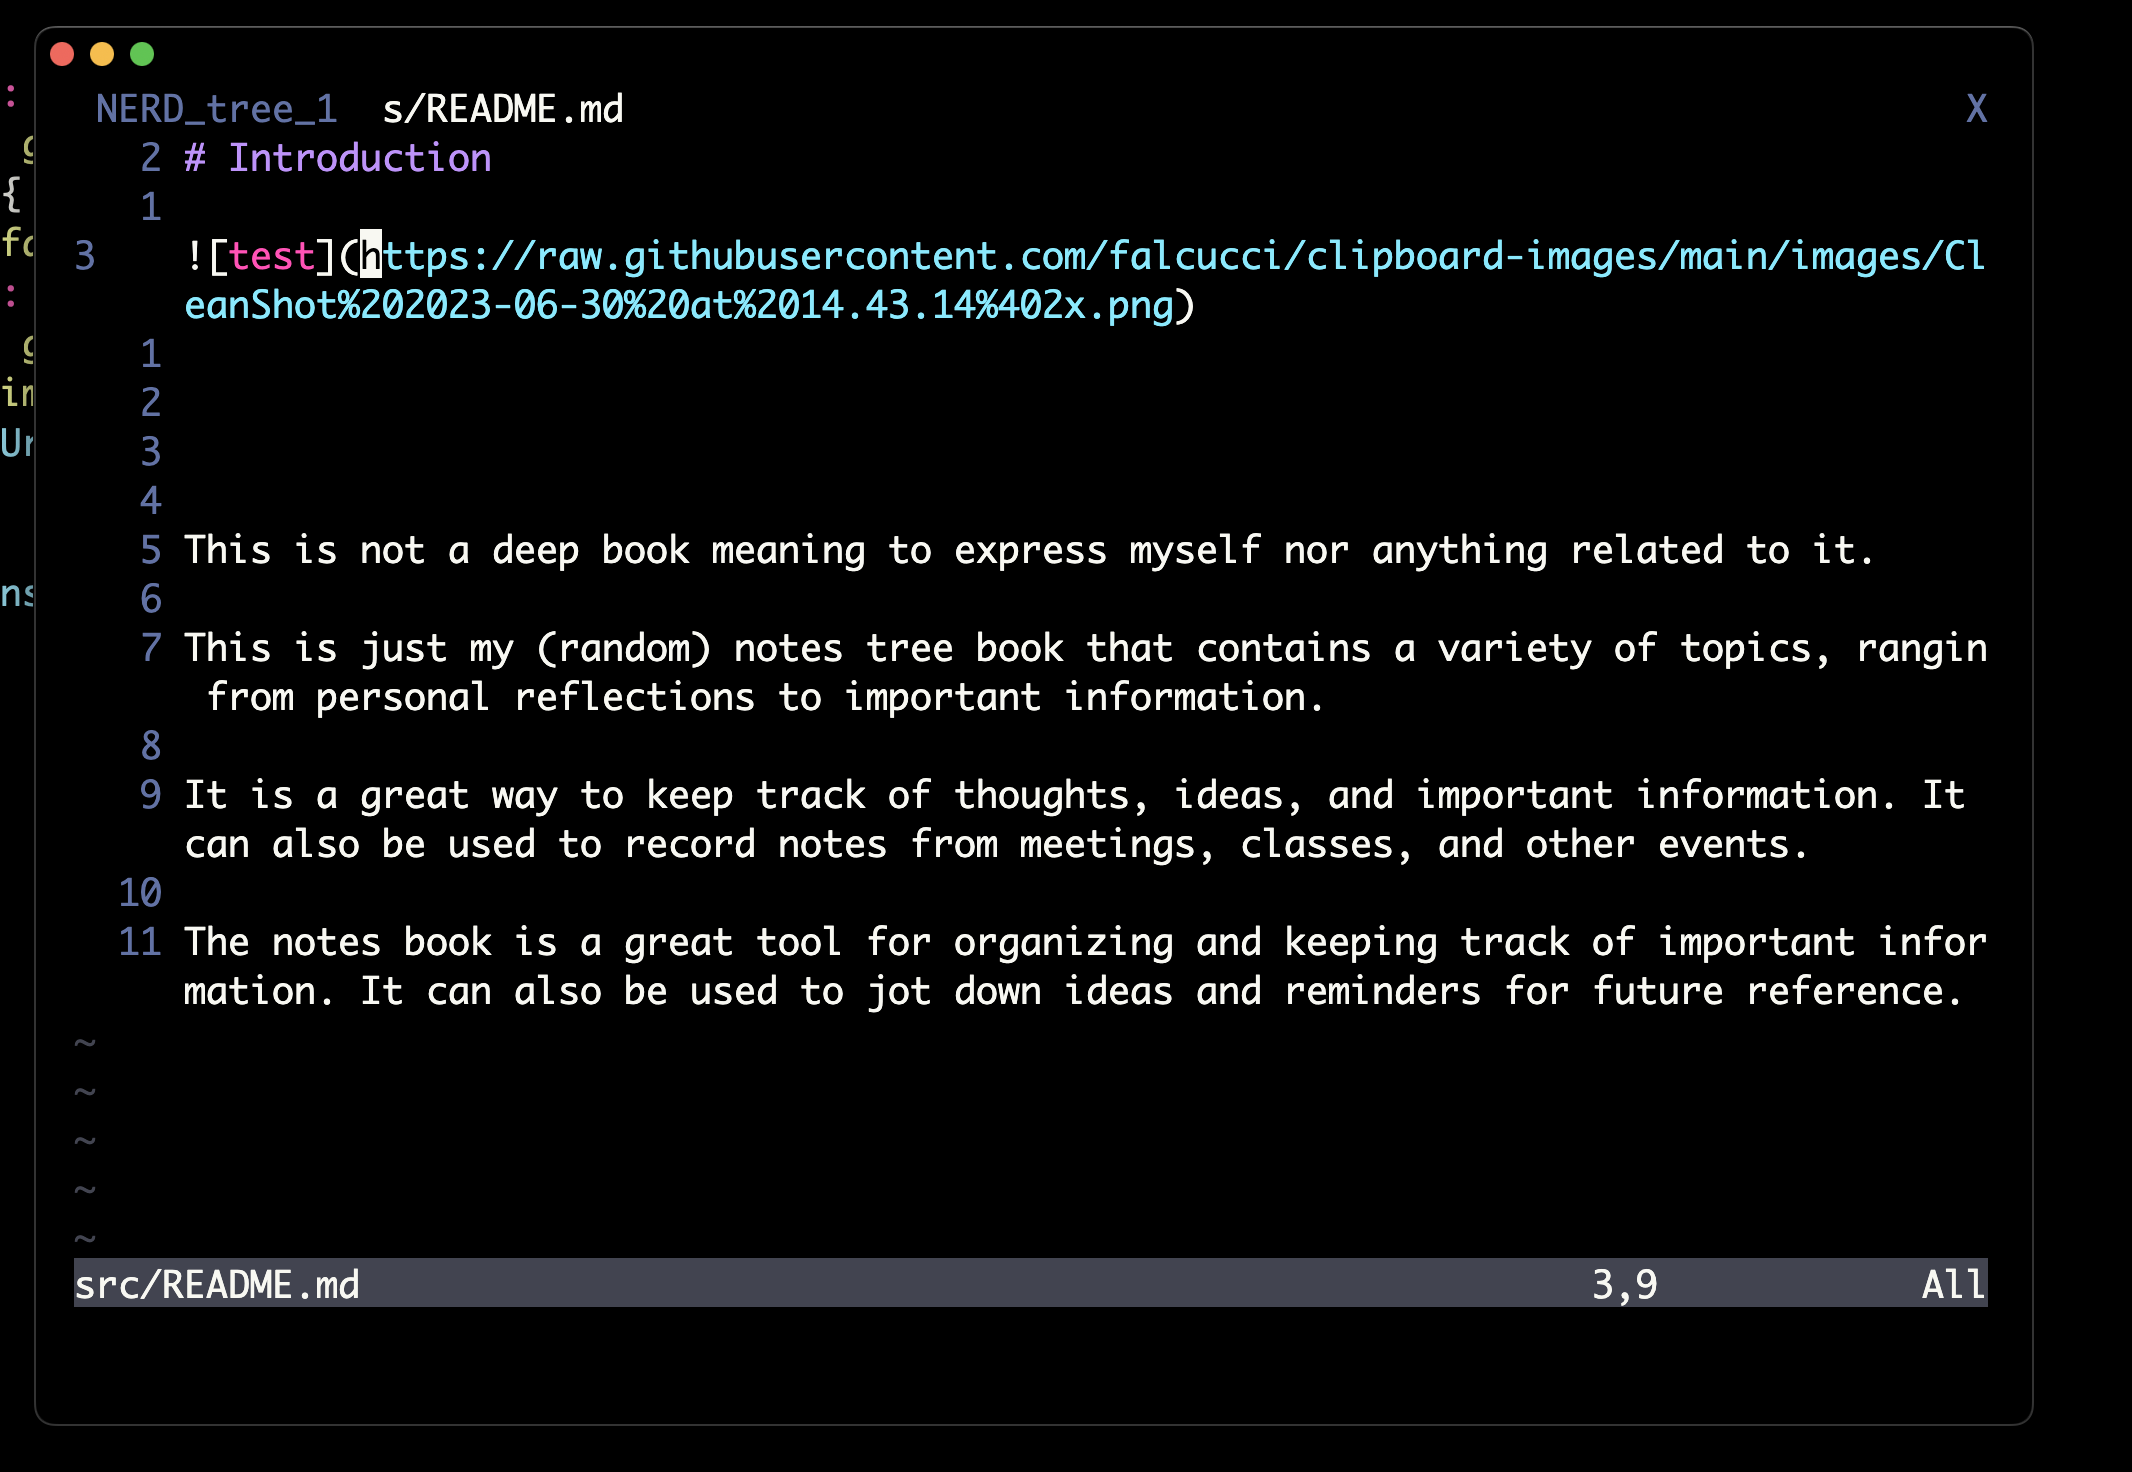 NERD_tree_1  s/README.md X
2 # Introduction
1
3 ![test](https://raw.githubusercontent.com/falcucci/clipboard-images/main/images/Cl
eanShot%202023-06-30%20at%2014.43.14%402x.png)
1
2
3
4
5 This is not a deep book meaning to express myself nor anything related to it.
6
7 This is just my (random) notes tree book that contains a variety of topics, rangin
from personal reflections to important information.
8
9 It is a great way to keep track of thoughts, ideas, and important information. It
can also be used to record notes from meetings, classes, and other events.
10
11 The notes book is a great tool for organizing and keeping track of important infor
mation. It can also be used to jot down ideas and reminders for future reference.
~
~
~
~
~
src/README.md 3,9 All